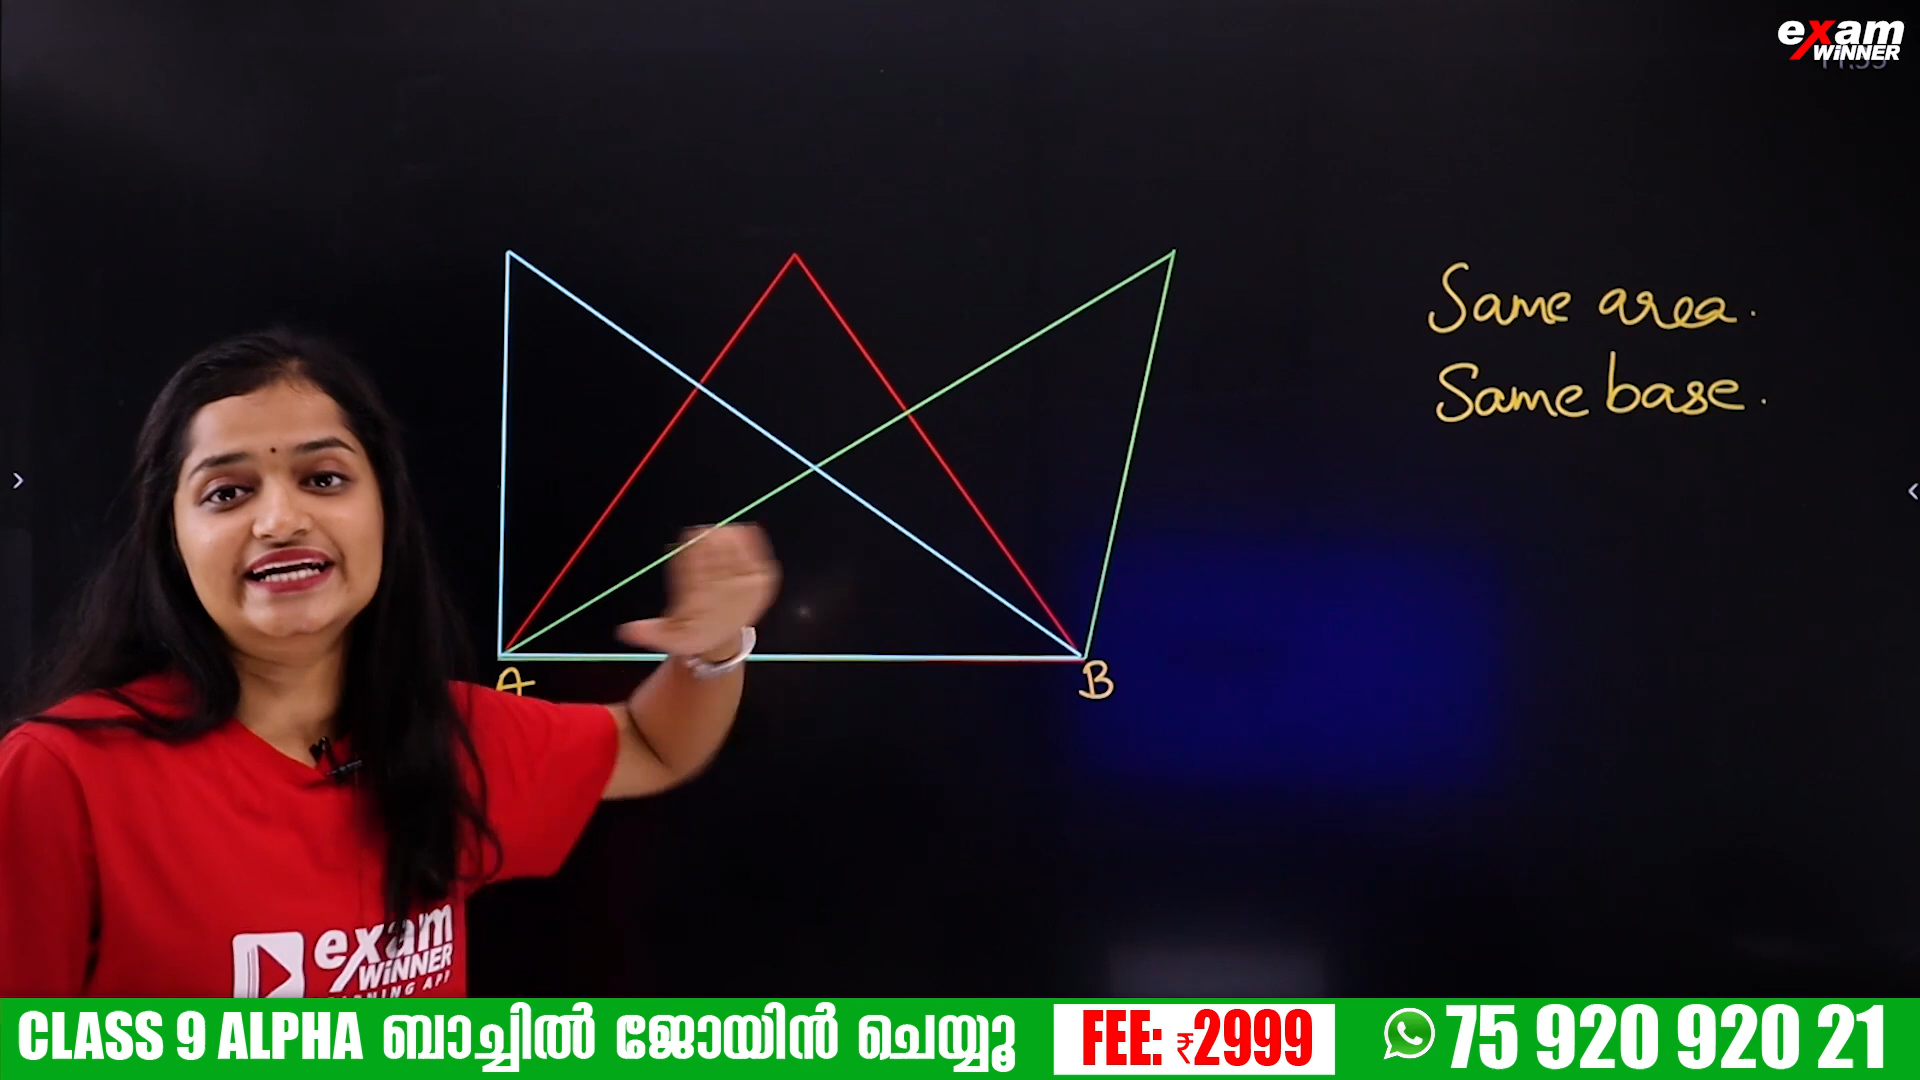 exam
WiNNER
Same area.
Same base.
A
B
exam
WiNNER
CLASS 9 ALPHA ബാച്ചിൽ ജോയിൻ ചെയ്യൂ
FEE: ₹2999
75 920 920 21